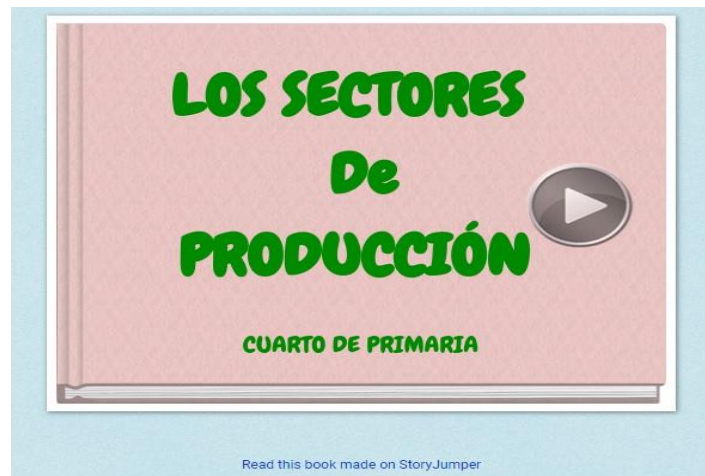 LOS SECTORES
De
PRODUCCIÓN
CUARTO DE PRIMARIA
Read this book made on StoryJumper